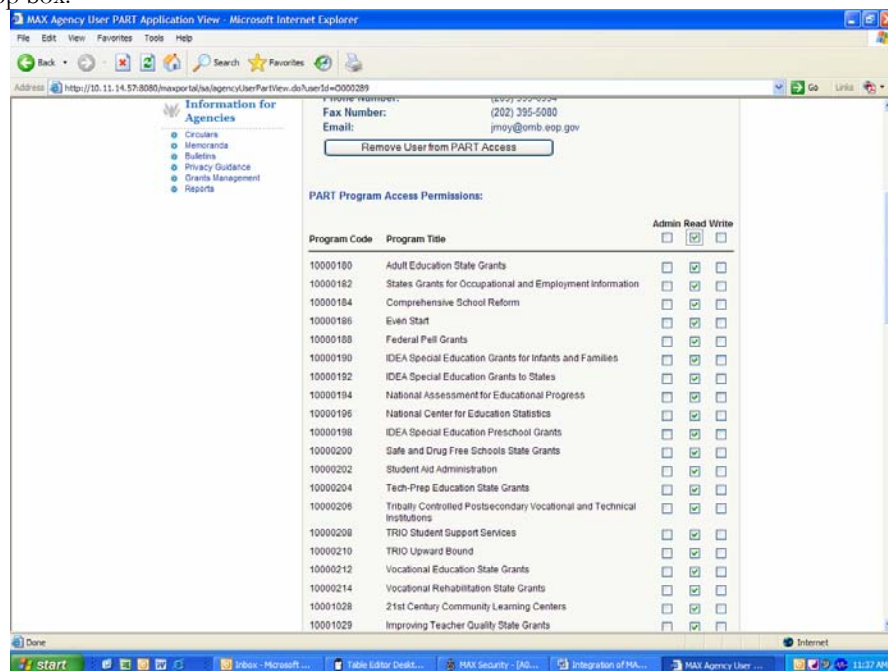 op box.
MAX Agency User PART Application View - Microsoft Internet Explorer
File Edit View Favorites Tools Help
Back Search Favorites
Address http://10.11.14.57:8080/maxportal/sa/agencyUserPartView.do?userId=O000289 Go Links
Information for Agencies
Circulars
Memoranda
Bulletins
Privacy Guidance
Grants Management
Reports
Fax Number: (202) 395-5080
Email: jmoy@omb.eop.gov
Remove User from PART Access
PART Program Access Permissions:
Admin Read Write
Program Code Program Title
10000180 Adult Education State Grants
10000182 States Grants for Occupational and Employment Information
10000184 Comprehensive School Reform
10000186 Even Start
10000188 Federal Pell Grants
10000190 IDEA Special Education Grants for Infants and Families
10000192 IDEA Special Education Grants to States
10000194 National Assessment for Educational Progress
10000196 National Center for Education Statistics
10000198 IDEA Special Education Preschool Grants
10000200 Safe and Drug Free Schools State Grants
10000202 Student Aid Administration
10000204 Tech-Prep Education State Grants
10000206 Tribally Controlled Postsecondary Vocational and Technical
Institutions
10000208 TRIO Student Support Services
10000210 TRIO Upward Bound
10000212 Vocational Education State Grants
10000214 Vocational Rehabilitation State Grants
10001028 21st Century Community Learning Centers
10001029 Improving Teacher Quality State Grants
Done Internet
start Inbox - Microsoft ... Table Editor Deskt... MAX Security - [AO... Integration of MA... MAX Agency User ... 11:37 AM